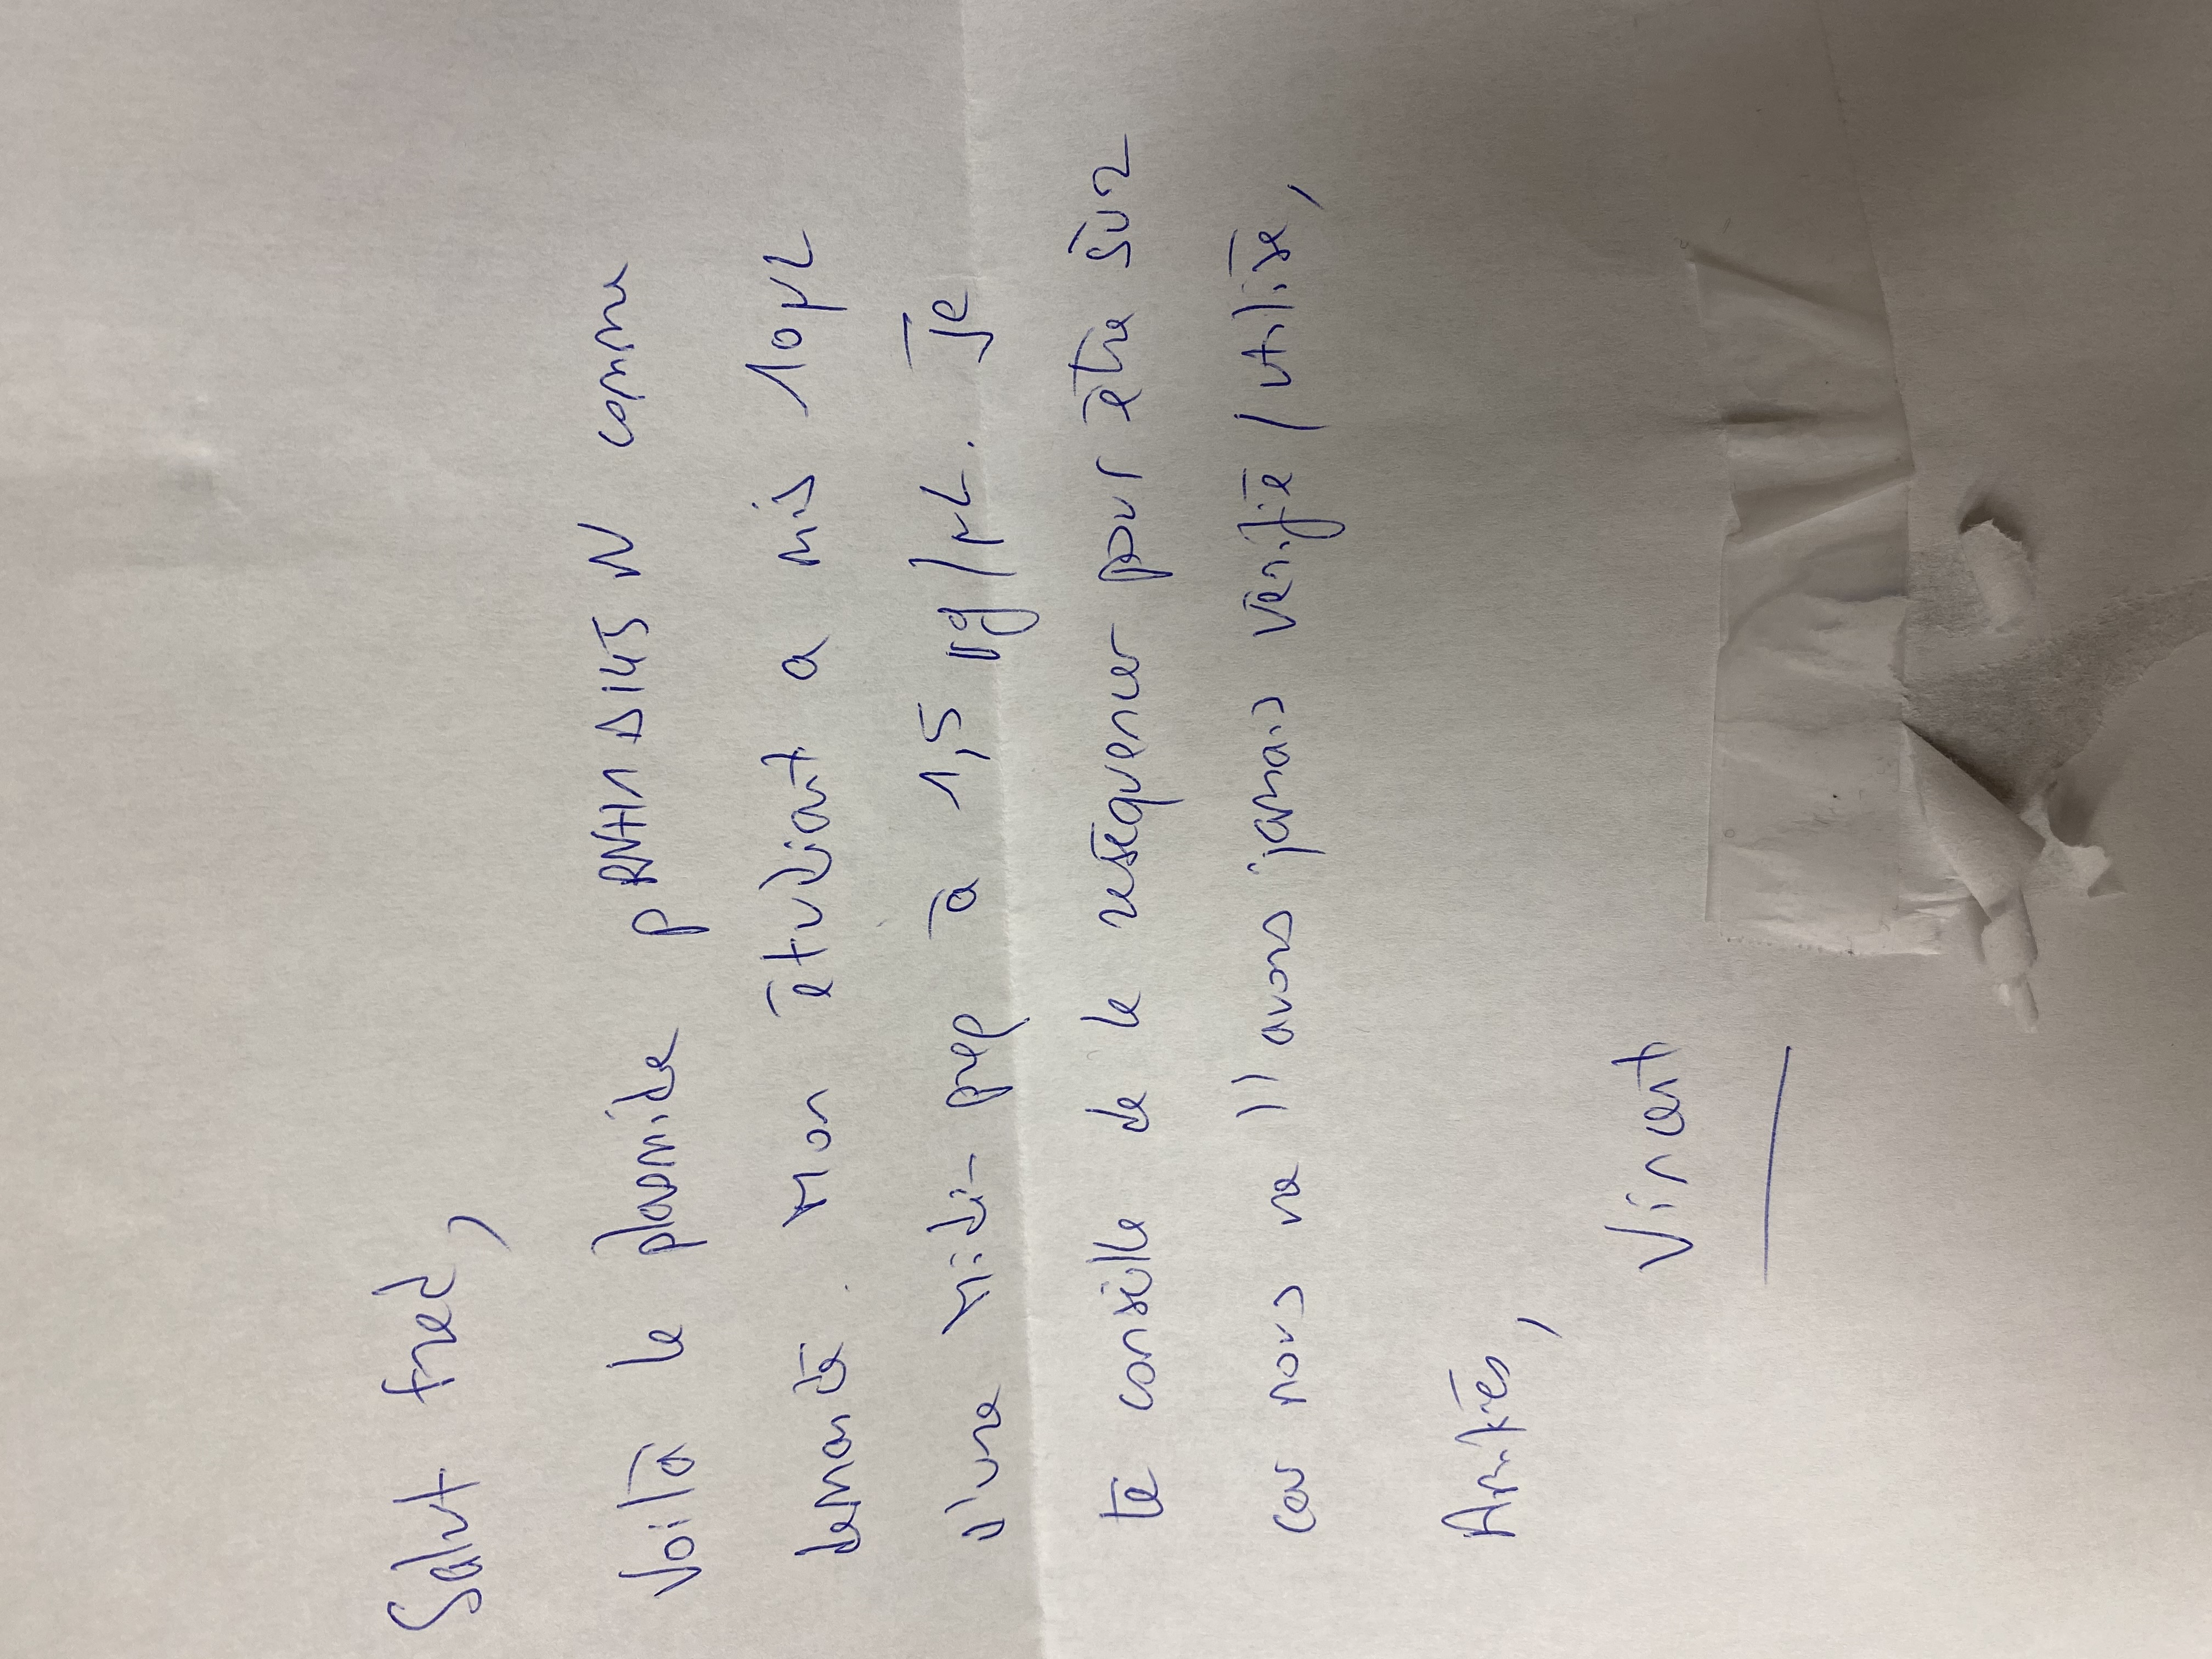 Salut Fred,
Voilà le plasmide pRNH1 D145N comme
demandé. Mon étudiant a mis 10µL
d'une Midi-prep à 1,5 µg/µL. Je
te conseille de le reséquencer pour être sûr
car nous ne l'avons jamais vérifié/utilisé,
Amitiés,
Vincent